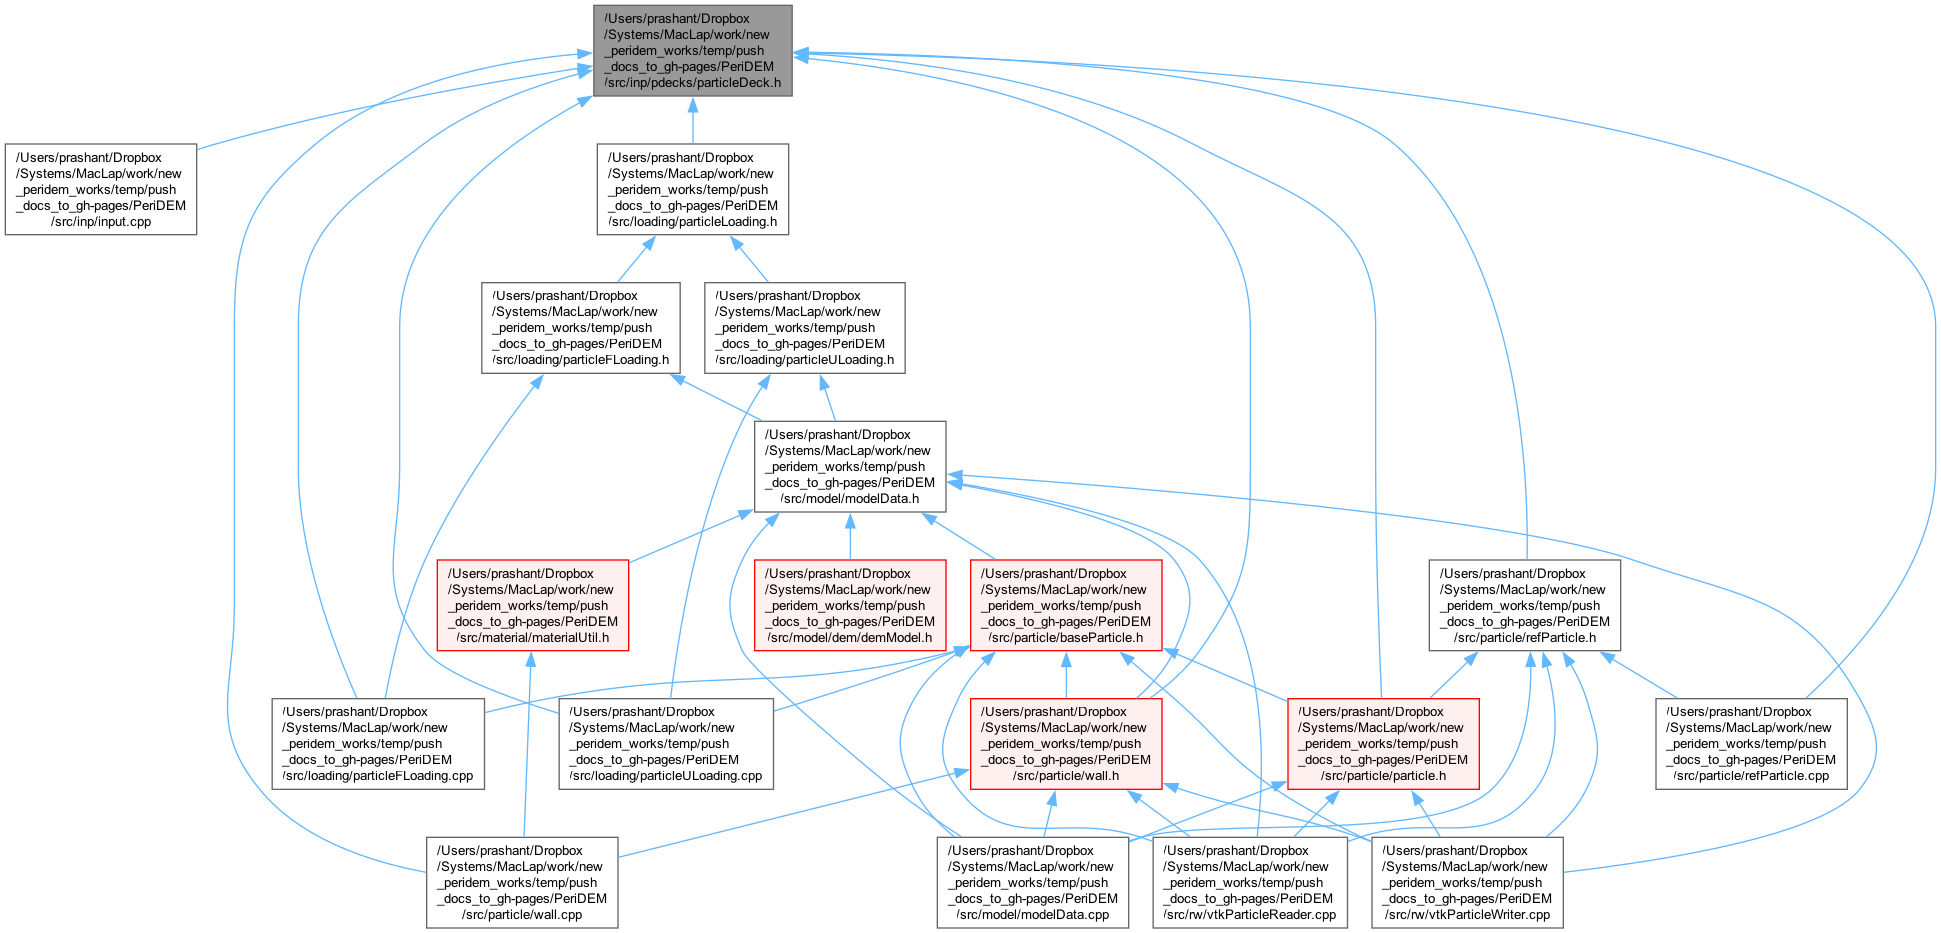 /Users/prashant/Dropbox
/Systems/MacLap/work/new
_peridem_works/temp/push
_docs_to_gh-pages/PeriDEM
/src/inp/pdecks/particleDeck.h
/Users/prashant/Dropbox
/Systems/MacLap/work/new
_peridem_works/temp/push
_docs_to_gh-pages/PeriDEM
/src/inp/input.cpp
/Users/prashant/Dropbox
/Systems/MacLap/work/new
_peridem_works/temp/push
_docs_to_gh-pages/PeriDEM
/src/loading/particleLoading.h
/Users/prashant/Dropbox
/Systems/MacLap/work/new
_peridem_works/temp/push
_docs_to_gh-pages/PeriDEM
/src/loading/particleFLoading.h
/Users/prashant/Dropbox
/Systems/MacLap/work/new
_peridem_works/temp/push
_docs_to_gh-pages/PeriDEM
/src/loading/particleULoading.h
/Users/prashant/Dropbox
/Systems/MacLap/work/new
_peridem_works/temp/push
_docs_to_gh-pages/PeriDEM
/src/model/modelData.h
/Users/prashant/Dropbox
/Systems/MacLap/work/new
_peridem_works/temp/push
_docs_to_gh-pages/PeriDEM
/src/material/materialUtil.h
/Users/prashant/Dropbox
/Systems/MacLap/work/new
_peridem_works/temp/push
_docs_to_gh-pages/PeriDEM
/src/model/dem/demModel.h
/Users/prashant/Dropbox
/Systems/MacLap/work/new
_peridem_works/temp/push
_docs_to_gh-pages/PeriDEM
/src/particle/baseParticle.h
/Users/prashant/Dropbox
/Systems/MacLap/work/new
_peridem_works/temp/push
_docs_to_gh-pages/PeriDEM
/src/particle/refParticle.h
/Users/prashant/Dropbox
/Systems/MacLap/work/new
_peridem_works/temp/push
_docs_to_gh-pages/PeriDEM
/src/loading/particleFLoading.cpp
/Users/prashant/Dropbox
/Systems/MacLap/work/new
_peridem_works/temp/push
_docs_to_gh-pages/PeriDEM
/src/loading/particleULoading.cpp
/Users/prashant/Dropbox
/Systems/MacLap/work/new
_peridem_works/temp/push
_docs_to_gh-pages/PeriDEM
/src/particle/wall.h
/Users/prashant/Dropbox
/Systems/MacLap/work/new
_peridem_works/temp/push
_docs_to_gh-pages/PeriDEM
/src/particle/particle.h
/Users/prashant/Dropbox
/Systems/MacLap/work/new
_peridem_works/temp/push
_docs_to_gh-pages/PeriDEM
/src/particle/refParticle.cpp
/Users/prashant/Dropbox
/Systems/MacLap/work/new
_peridem_works/temp/push
_docs_to_gh-pages/PeriDEM
/src/particle/wall.cpp
/Users/prashant/Dropbox
/Systems/MacLap/work/new
_peridem_works/temp/push
_docs_to_gh-pages/PeriDEM
/src/model/modelData.cpp
/Users/prashant/Dropbox
/Systems/MacLap/work/new
_peridem_works/temp/push
_docs_to_gh-pages/PeriDEM
/src/rw/vtkParticleReader.cpp
/Users/prashant/Dropbox
/Systems/MacLap/work/new
_peridem_works/temp/push
_docs_to_gh-pages/PeriDEM
/src/rw/vtkParticleWriter.cpp